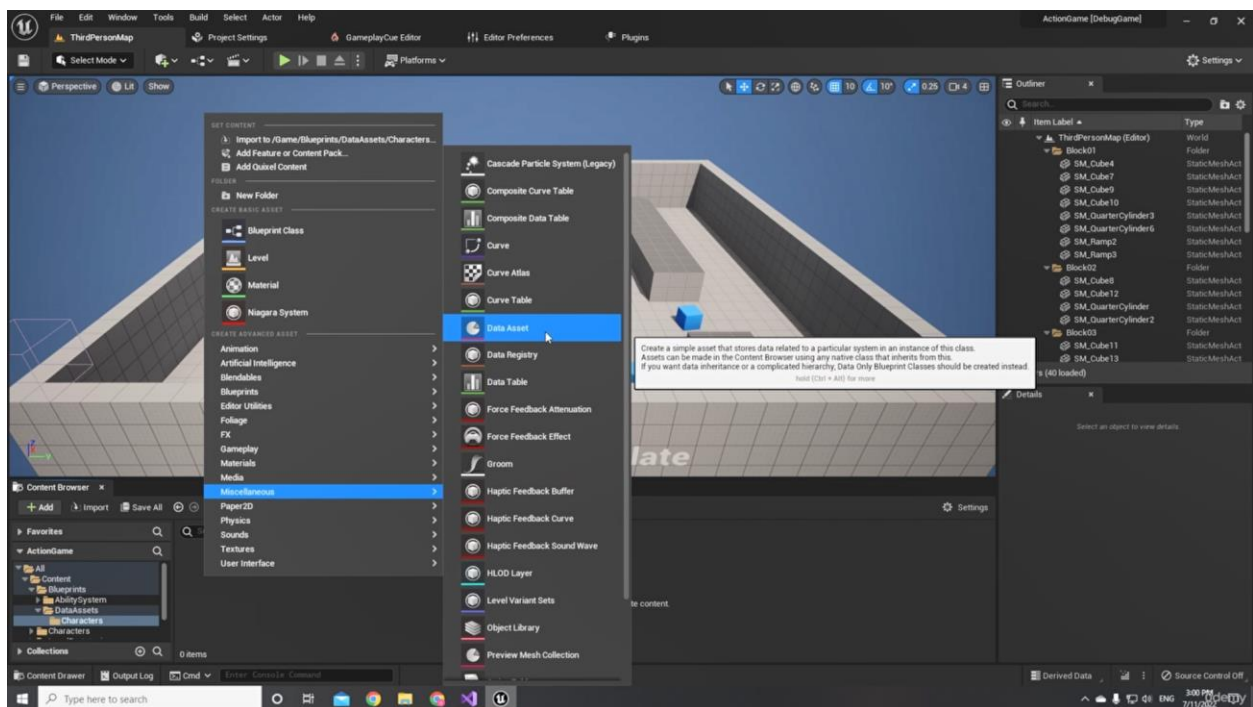 File Edit Window Tools Build Select Actor Help
ActionGame [DebugGame]
ThirdPersonMap
Project Settings
GameplayCue Editor
Editor Preferences
Plugins
Select Mode
Platforms
Settings
Perspective
Lit
Show
10
10°
0.25
4
Outliner
Search...
Item Label
Type
ThirdPersonMap (Editor)
World
Block01
Folder
SM_Cube4
StaticMeshAct
SM_Cube7
StaticMeshAct
SM_Cube9
StaticMeshAct
SM_Cube10
StaticMeshAct
SM_QuarterCylinder3
StaticMeshAct
SM_QuarterCylinder6
StaticMeshAct
SM_Ramp2
StaticMeshAct
SM_Ramp3
StaticMeshAct
Block02
Folder
SM_Cube8
StaticMeshAct
SM_Cube12
StaticMeshAct
SM_QuarterCylinder
StaticMeshAct
SM_QuarterCylinder2
StaticMeshAct
Block03
Folder
SM_Cube11
StaticMeshAct
SM_Cube13
StaticMeshAct
rs (40 loaded)
Details
Select an object to view details.
GET CONTENT
Import to /Game/Blueprints/DataAssets/Characters...
Add Feature or Content Pack...
Add Quixel Content
FOLDER
New Folder
CREATE BASIC ASSET
Blueprint Class
Level
Material
Niagara System
CREATE ADVANCED ASSET
Animation
Artificial Intelligence
Blendables
Blueprints
Editor Utilities
Foliage
FX
Gameplay
Materials
Media
Miscellaneous
Paper2D
Physics
Sounds
Textures
User Interface
Cascade Particle System (Legacy)
Composite Curve Table
Composite Data Table
Curve
Curve Atlas
Curve Table
Data Asset
Data Registry
Data Table
Force Feedback Attenuation
Force Feedback Effect
Groom
Haptic Feedback Buffer
Haptic Feedback Curve
Haptic Feedback Sound Wave
HLOD Layer
Level Variant Sets
Object Library
Preview Mesh Collection
Create a simple asset that stores data related to a particular system in an instance of this class.
Assets can be made in the Content Browser using any native class that inherits from this.
If you want data inheritance or a complicated hierarchy, Data Only Blueprint Classes should be created instead.
hold (Ctrl + Alt) for more
late
Content Browser
Add
Import
Save All
Settings
Favorites
ActionGame
All
Content
Blueprints
AbilitySystem
DataAssets
Characters
Characters
Collections
0 items
te content.
Content Drawer
Output Log
Cmd
Enter Console Command
Derived Data
Source Control Off
Type here to search
ENG
3:00 PM
7/11/2022
udemy